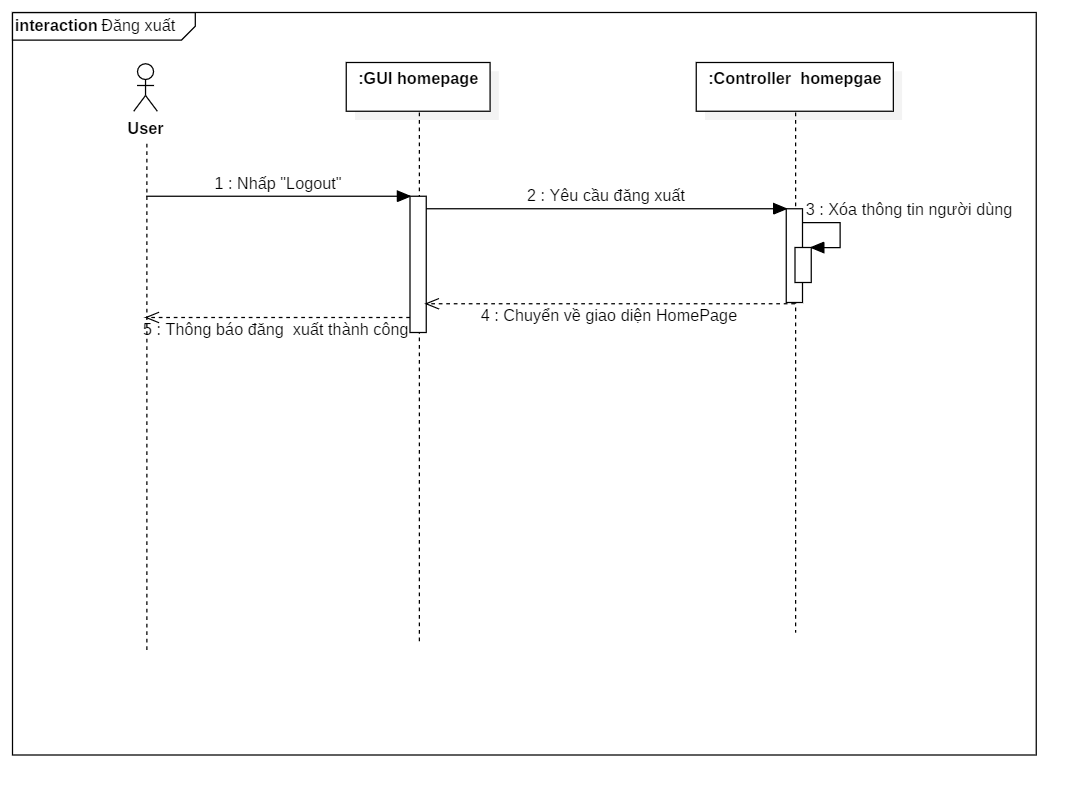 interaction Đăng xuất
:GUI homepage
:Controller  homepgae
User
1 : Nhấp "Logout"
2 : Yêu cầu đăng xuất
3 : Xóa thông tin người dùng
4 : Chuyển về giao diện HomePage
5 : Thông báo đăng  xuất thành công